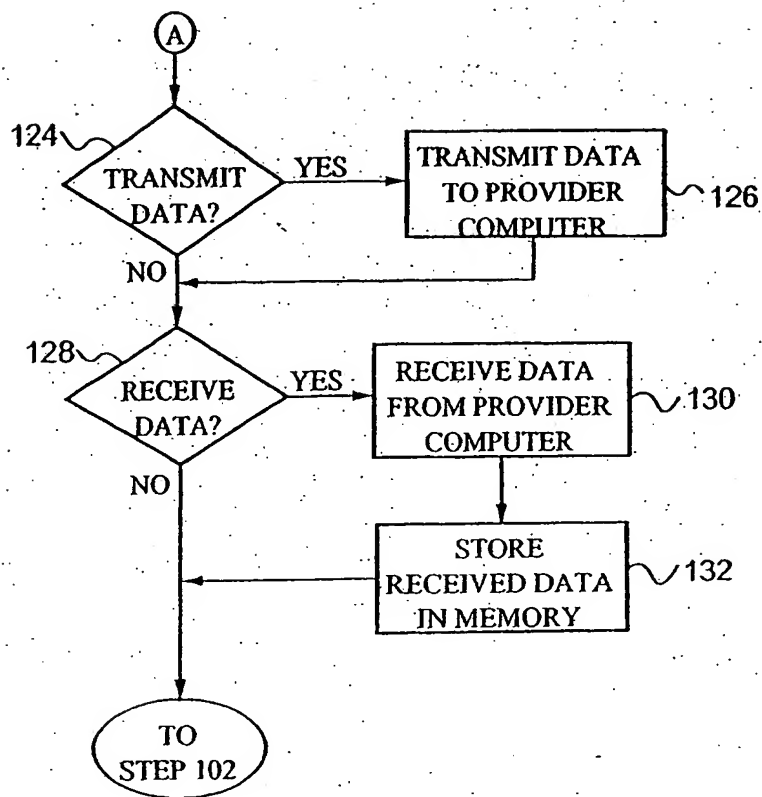 A
124
TRANSMIT
DATA?
YES
TRANSMIT DATA
TO PROVIDER
COMPUTER
126
NO
128
RECEIVE
DATA?
YES
RECEIVE DATA
FROM PROVIDER
COMPUTER
130
NO
STORE
RECEIVED DATA
IN MEMORY
132
TO
STEP 102